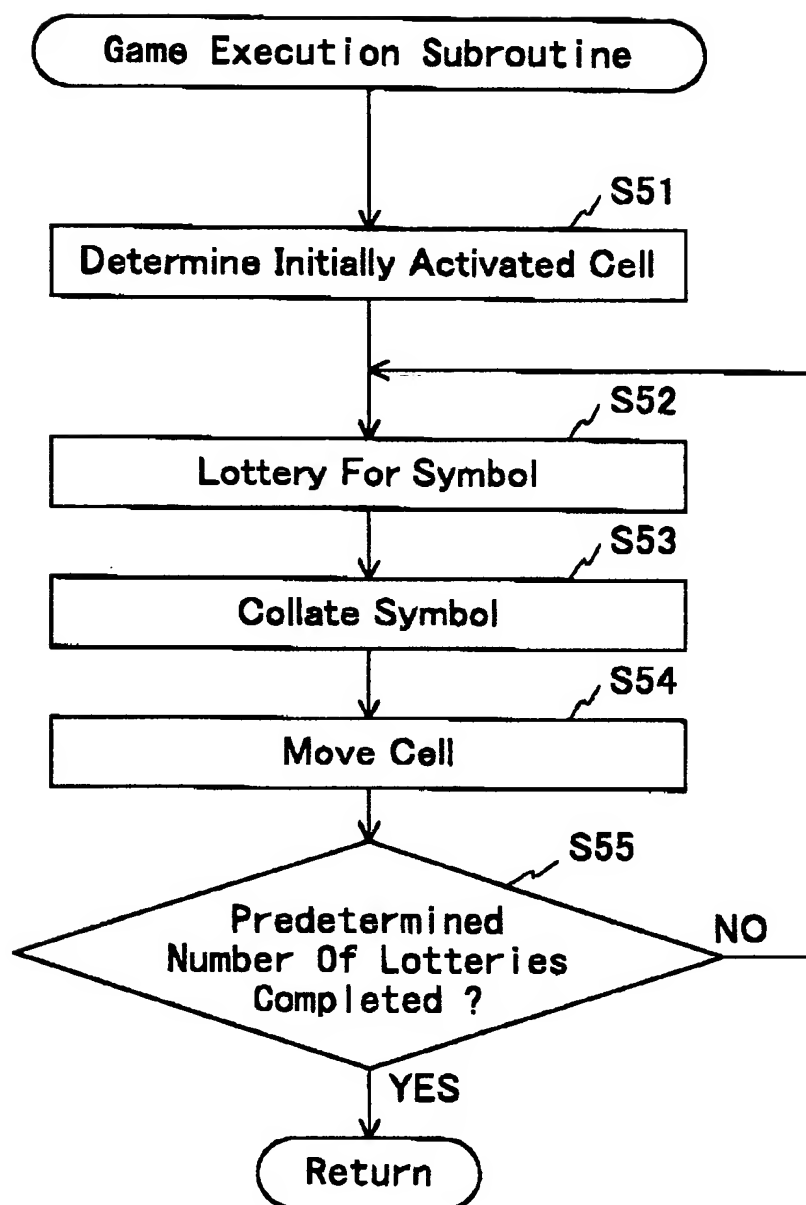 Game Execution Subroutine
S51
Determine Initially Activated Cell
S52
Lottery For Symbol
S53
Collate Symbol
S54
Move Cell
S55
Predetermined
Number Of Lotteries
Completed ?
NO
YES
Return